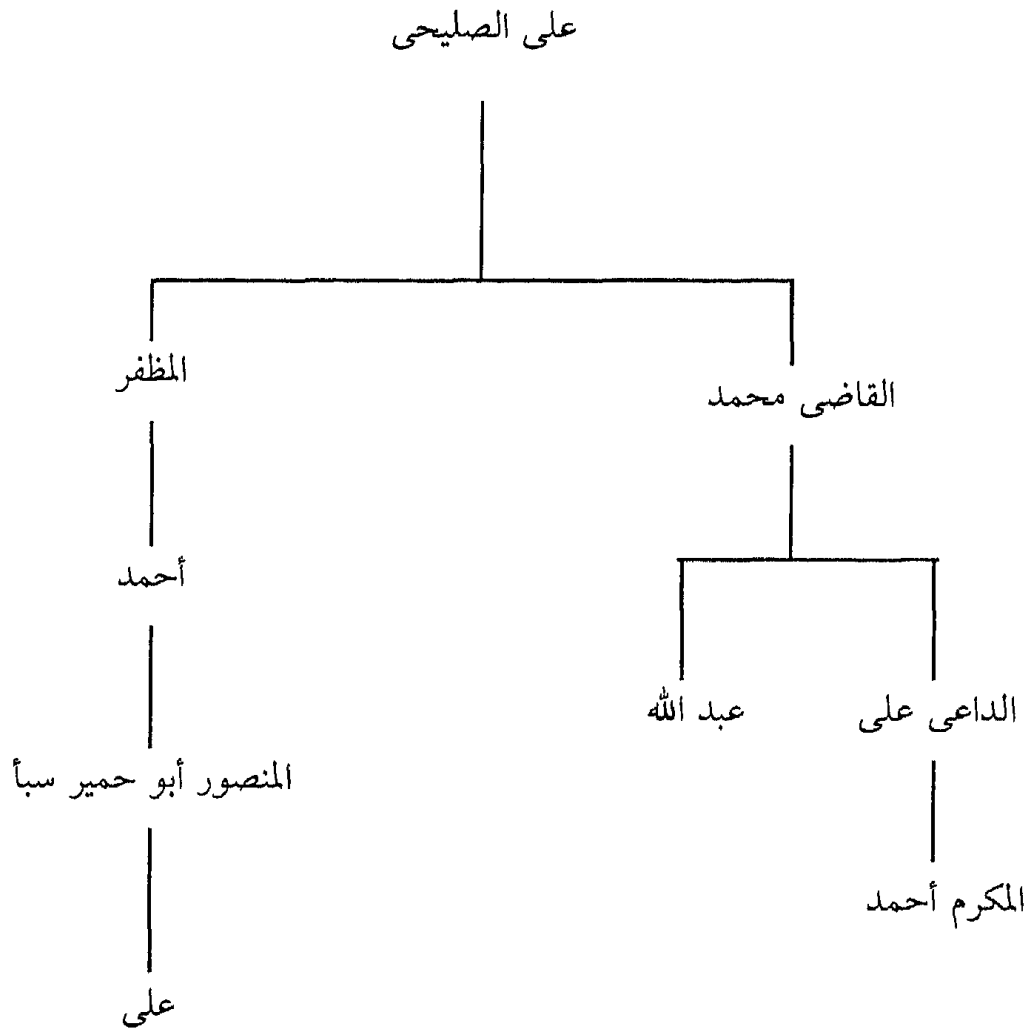 على الصليحى
القاضى محمد
المظفر
أحمد
الداعى على
عبد الله
المنصور أبو حمير سبأ
المكرم أحمد
على